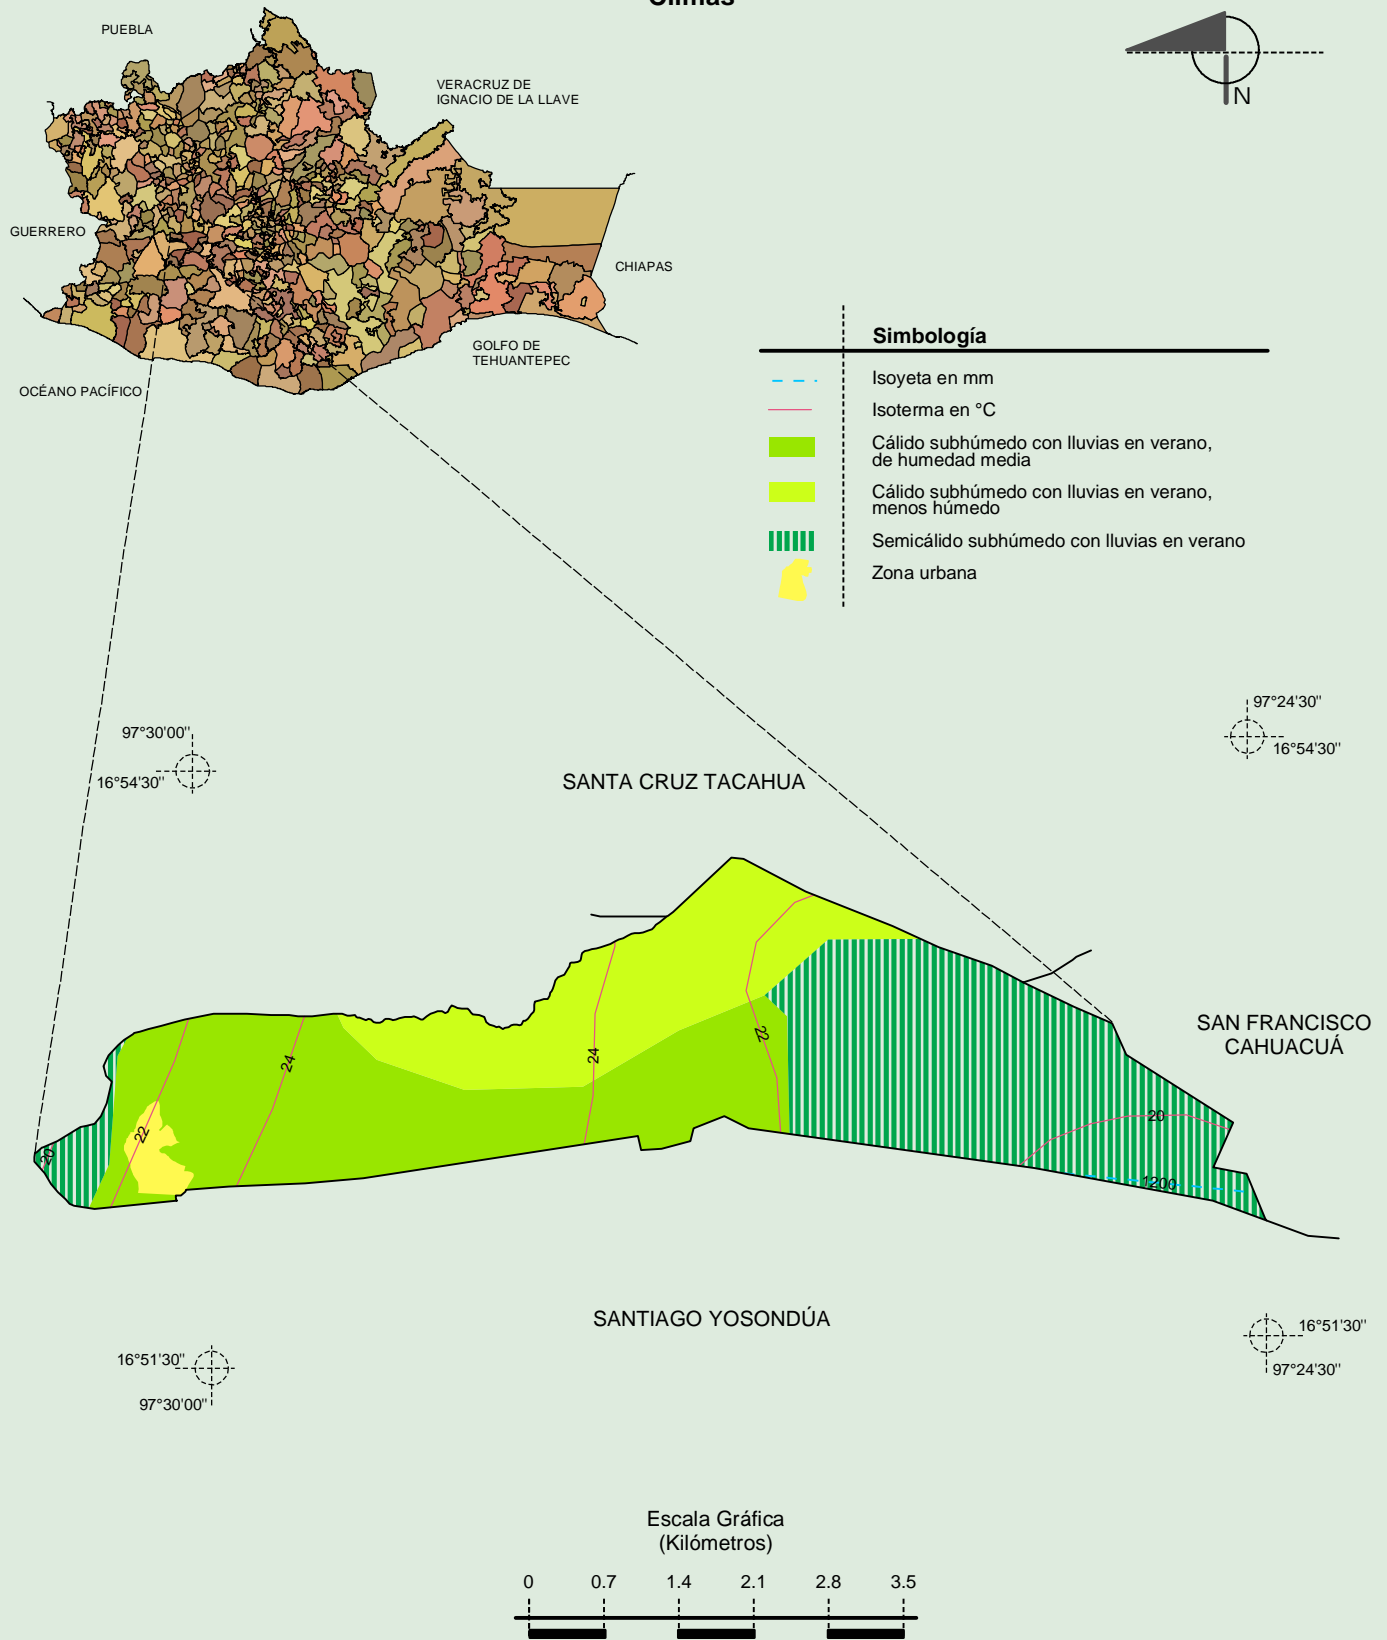 Climas
PUEBLA
VERACRUZ DE
IGNACIO DE LA LLAVE
N
GUERRERO
CHIAPAS
GOLFO DE
TEHUANTEPEC
OCÉANO PACÍFICO
Simbología
Isoyeta en mm
Isoterma en °C
Cálido subhúmedo con lluvias en verano,
de humedad media
Cálido subhúmedo con lluvias en verano,
menos húmedo
Semicálido subhúmedo con lluvias en verano
Zona urbana
97°30'00"
16°54'30"
97°24'30"
16°54'30"
SANTA CRUZ TACAHUA
SAN FRANCISCO
CAHUACUÁ
24
24
22
22
20
20
1200
SANTIAGO YOSONDÚA
16°51'30"
97°30'00"
16°51'30"
97°24'30"
Escala Gráfica
(Kilómetros)
0 0.7 1.4 2.1 2.8 3.5